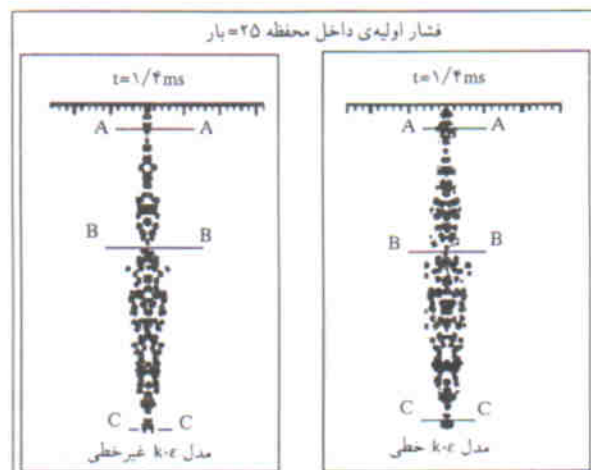 فشار اولیه‌ی داخل محفظه ۲۵= بار
t=۱/۴ms
t=۱/۴ms
A A
A A
B B
B B
C C
C C
مدل k-ε خطی
مدل k-ε غیرخطی